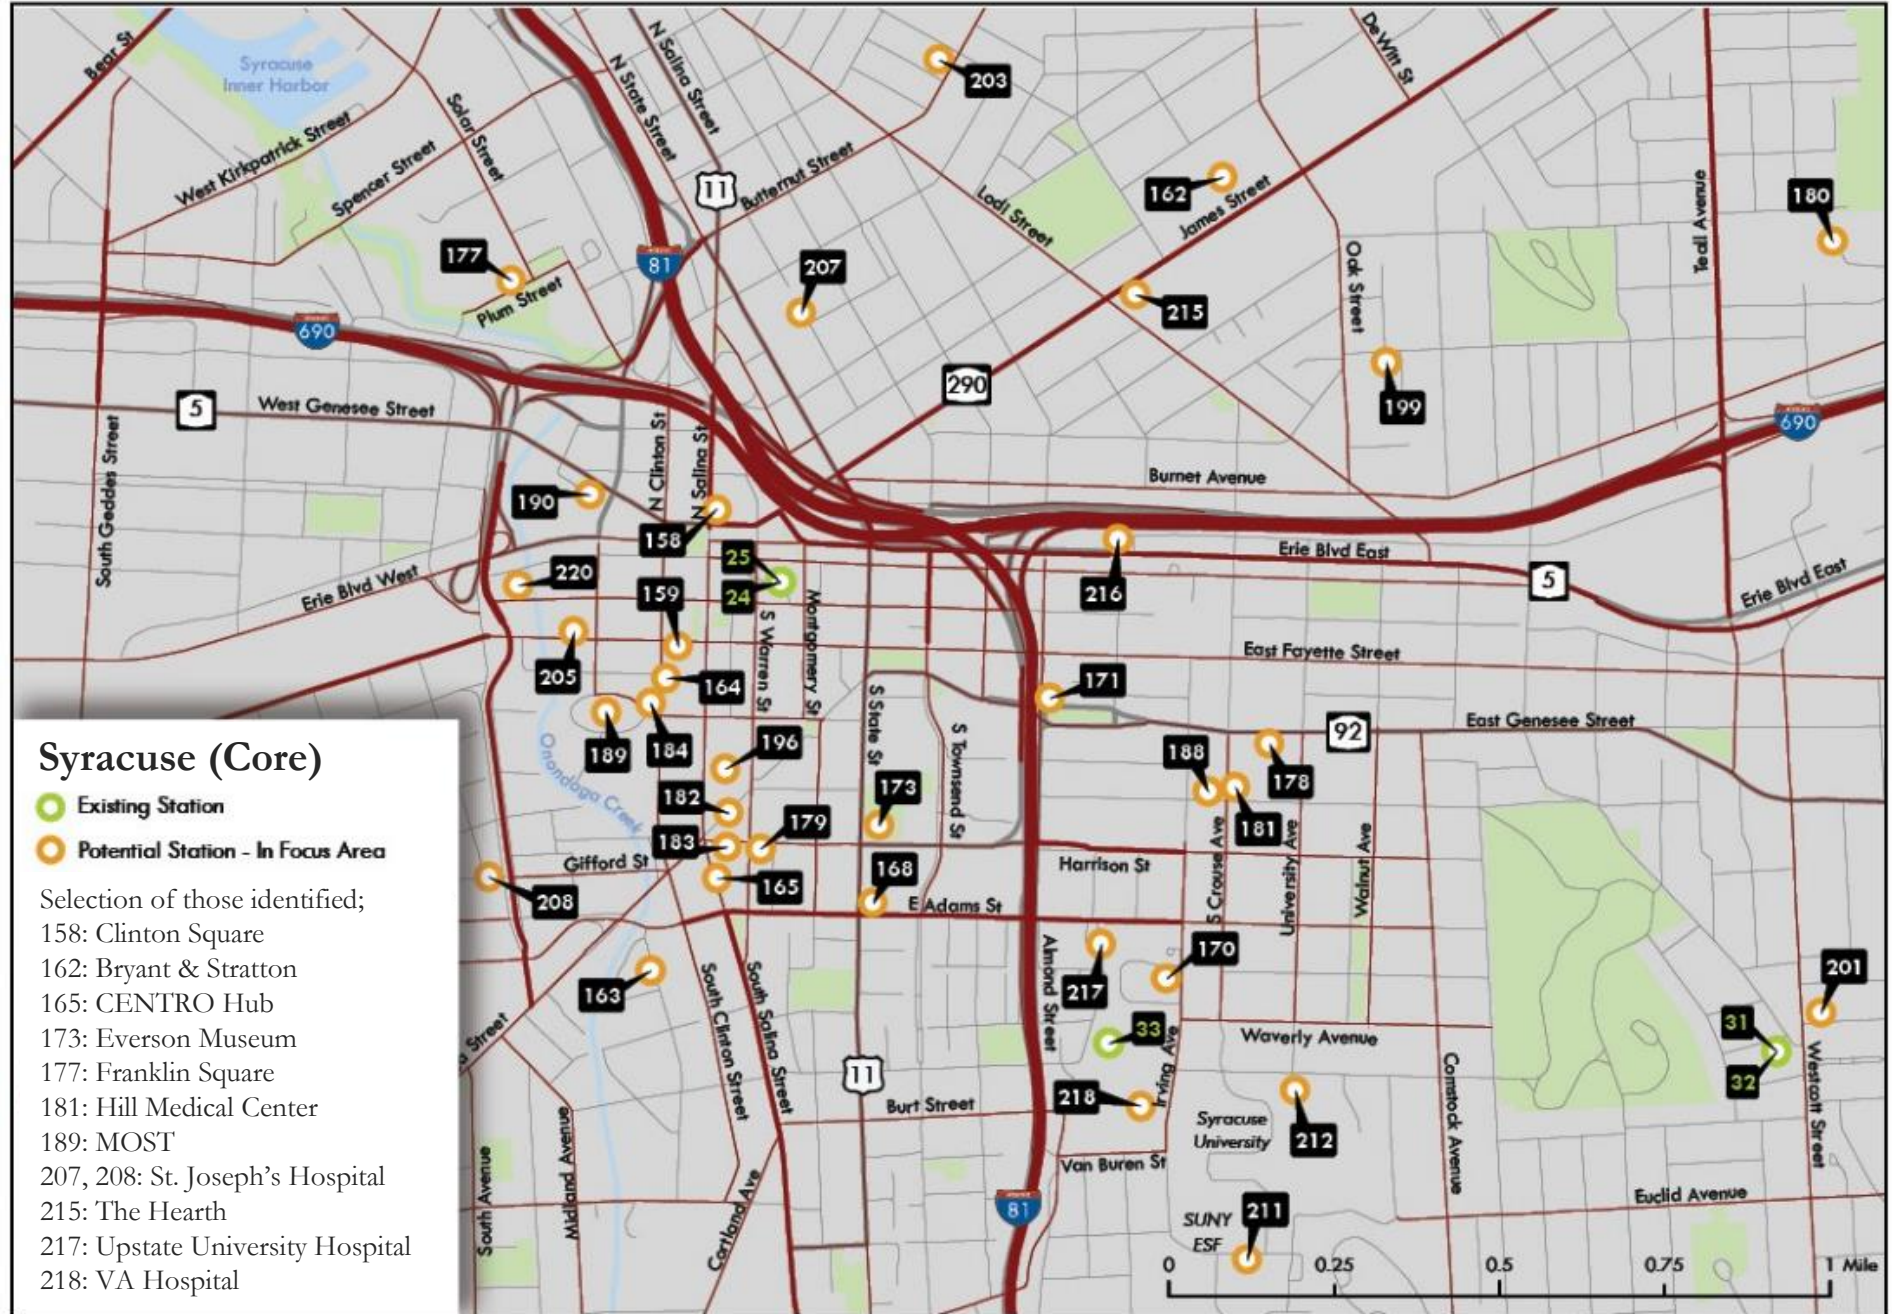 Bear St
Syracuse
Inner Harbor
West Kirkpatrick Street
Spencer Street
Solar Street
N State Street
N Salina Street
11
Butternut Street
203
Lodi Street
162
James Street
De Witt St
Teall Avenue
180
177
Plum Street
81
207
215
Oak Street
690
290
199
690
5
West Genesee Street
South Geddes Street
N Clinton St
N Salina St
Burnet Avenue
190
158
25
24
Erie Blvd East
216
5
Erie Blvd East
220
Erie Blvd West
159
Montgomery St
S Warren St
205
164
East Fayette Street
171
S State St
S Townsend St
92
East Genesee Street
189
184
196
188
178
Onondaga Creek
182
173
179
181
183
Gifford St
165
168
Harrison St
S Crouse Ave
University Ave
Walnut Ave
208
E Adams St
163
South Clinton Street
South Salina Street
Almond Street
217
170
201
33
Irving Ave
Waverly Avenue
31
32
Westcott Street
Comstock Avenue
11
218
Burt Street
Syracuse
University
212
Van Buren St
South Avenue
Midland Avenue
Cortland Ave
81
SUNY
ESF
211
Euclid Avenue
0 0.25 0.5 0.75 1 Mile
Street
Syracuse (Core)
Existing Station
Potential Station - In Focus Area
Selection of those identified;
158: Clinton Square
162: Bryant & Stratton
165: CENTRO Hub
173: Everson Museum
177: Franklin Square
181: Hill Medical Center
189: MOST
207, 208: St. Joseph's Hospital
215: The Hearth
217: Upstate University Hospital
218: VA Hospital